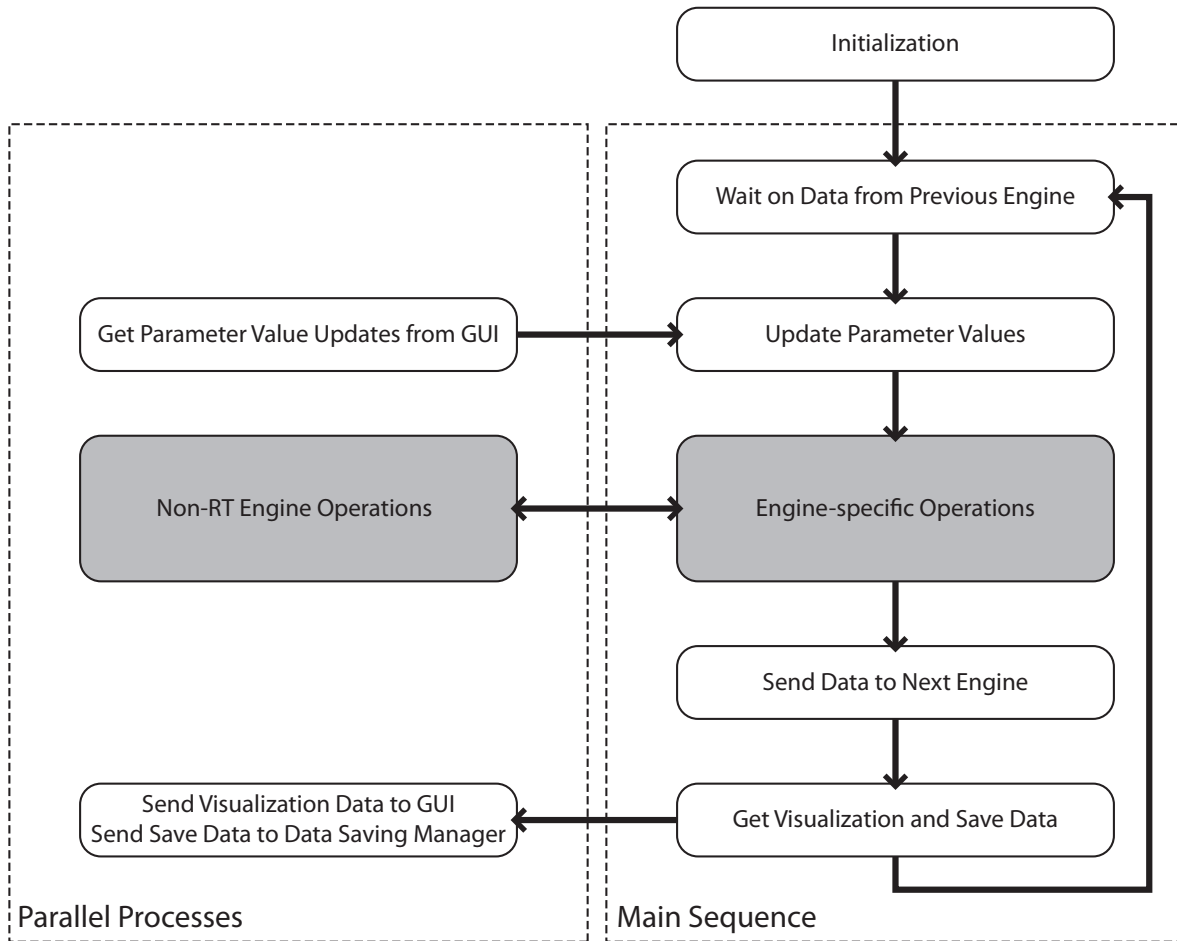 Initialization
Wait on Data from Previous Engine
Get Parameter Value Updates from GUI
Update Parameter Values
Non-RT Engine Operations
Engine-specific Operations
Send Data to Next Engine
Send Visualization Data to GUI
Send Save Data to Data Saving Manager
Get Visualization and Save Data
Parallel Processes
Main Sequence